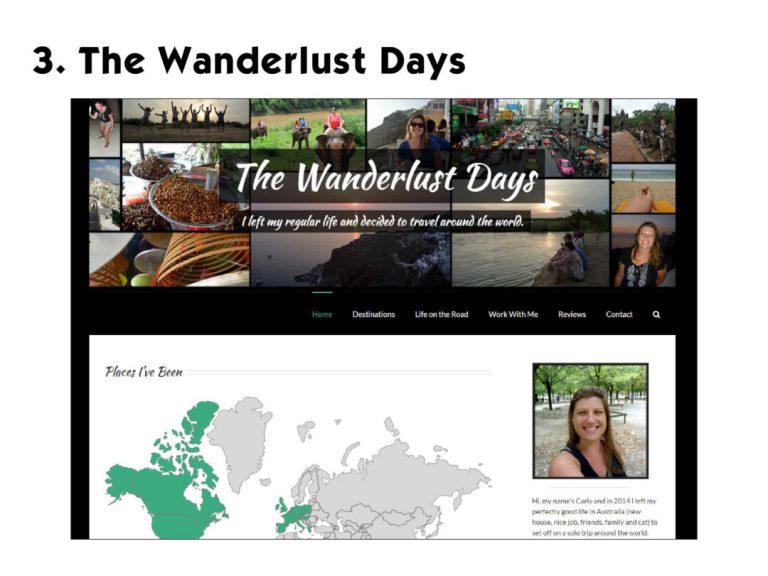 3. The Wanderlust Days
The Wanderlust Days
I left my regular life and decided to travel around the world.
Home Destinations Life on the Road Work With Me Reviews Contact
Places I've Been
Hi, my name's Carly and in 2014 I left my
perfectly good life in Australia (new
house, nice job, friends, family and cat) to
set off on a solo trip around the world.